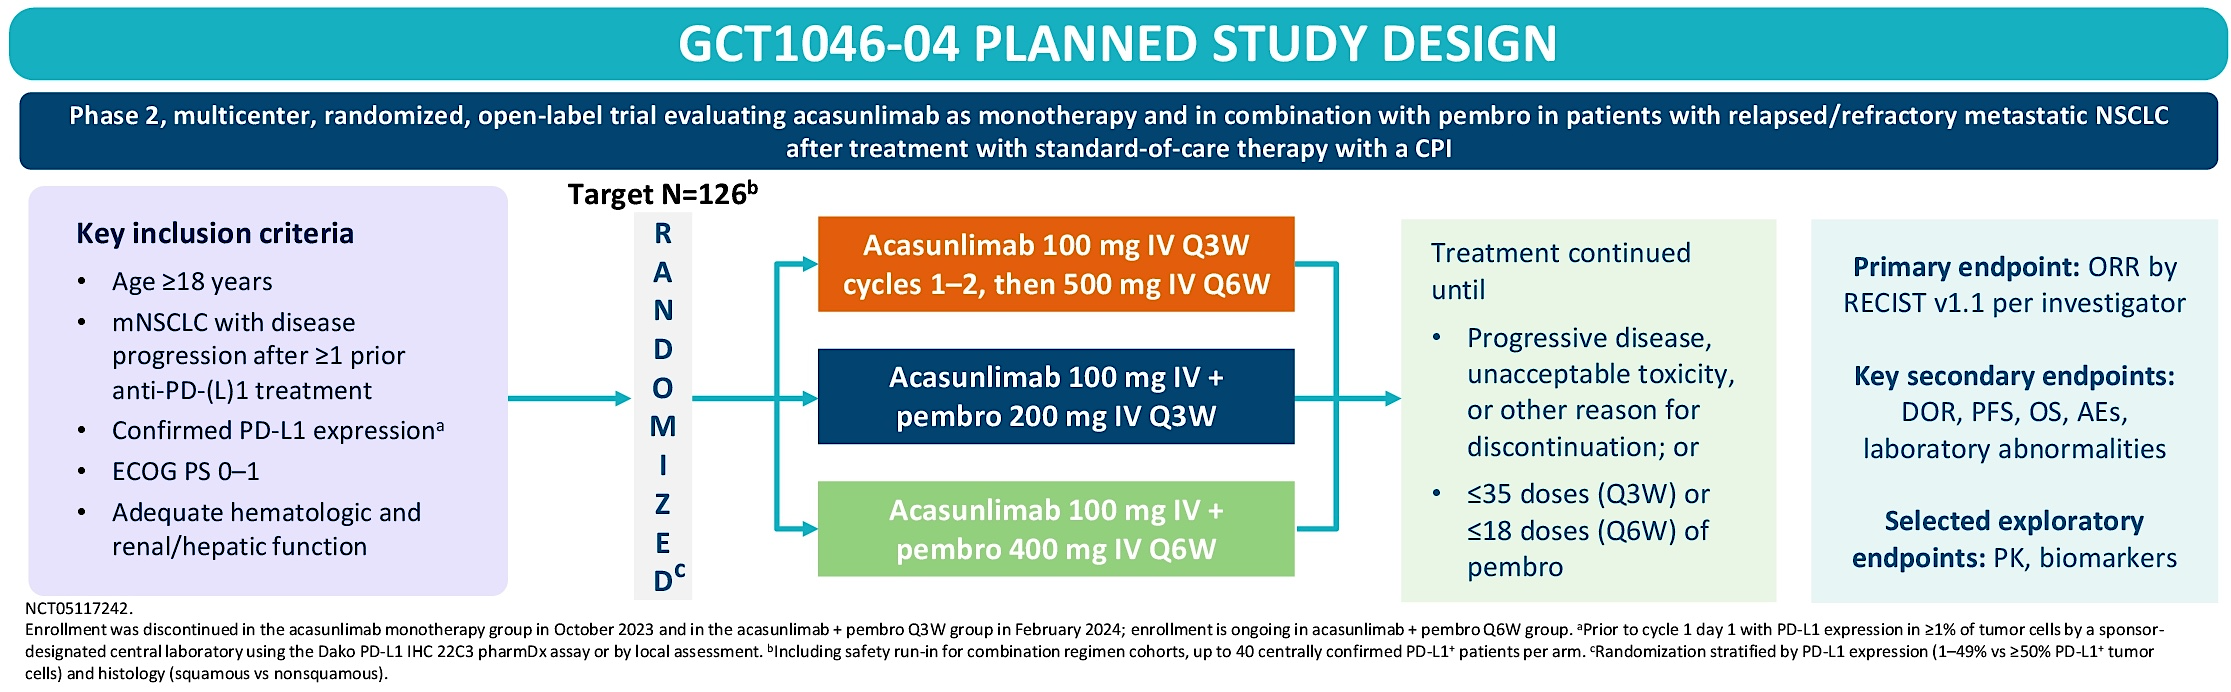 GCT1046-04 PLANNED STUDY DESIGN
Phase 2, multicenter, randomized, open-label trial evaluating acasunlimab as monotherapy and in combination with pembro in patients with relapsed/refractory metastatic NSCLC
after treatment with standard-of-care therapy with a CPI
Key inclusion criteria
• Age ≥18 years
• mNSCLC with disease
progression after ≥1 prior
anti-PD-(L)1 treatment
• Confirmed PD-L1 expressionᵃ
• ECOG PS 0–1
• Adequate hematologic and
renal/hepatic function
Target N=126ᵇ
R
A
N
D
O
M
I
Z
E
Dᶜ
Acasunlimab 100 mg IV Q3W
cycles 1–2, then 500 mg IV Q6W
Acasunlimab 100 mg IV +
pembro 200 mg IV Q3W
Acasunlimab 100 mg IV +
pembro 400 mg IV Q6W
Treatment continued
until
• Progressive disease,
unacceptable toxicity,
or other reason for
discontinuation; or
• ≤35 doses (Q3W) or
≤18 doses (Q6W) of
pembro
Primary endpoint: ORR by
RECIST v1.1 per investigator
Key secondary endpoints:
DOR, PFS, OS, AEs,
laboratory abnormalities
Selected exploratory
endpoints: PK, biomarkers
NCT05117242.
Enrollment was discontinued in the acasunlimab monotherapy group in October 2023 and in the acasunlimab + pembro Q3W group in February 2024; enrollment is ongoing in acasunlimab + pembro Q6W group. ᵃPrior to cycle 1 day 1 with PD-L1 expression in ≥1% of tumor cells by a sponsor-
designated central laboratory using the Dako PD-L1 IHC 22C3 pharmDx assay or by local assessment. ᵇIncluding safety run-in for combination regimen cohorts, up to 40 centrally confirmed PD-L1⁺ patients per arm. ᶜRandomization stratified by PD-L1 expression (1–49% vs ≥50% PD-L1⁺ tumor
cells) and histology (squamous vs nonsquamous).